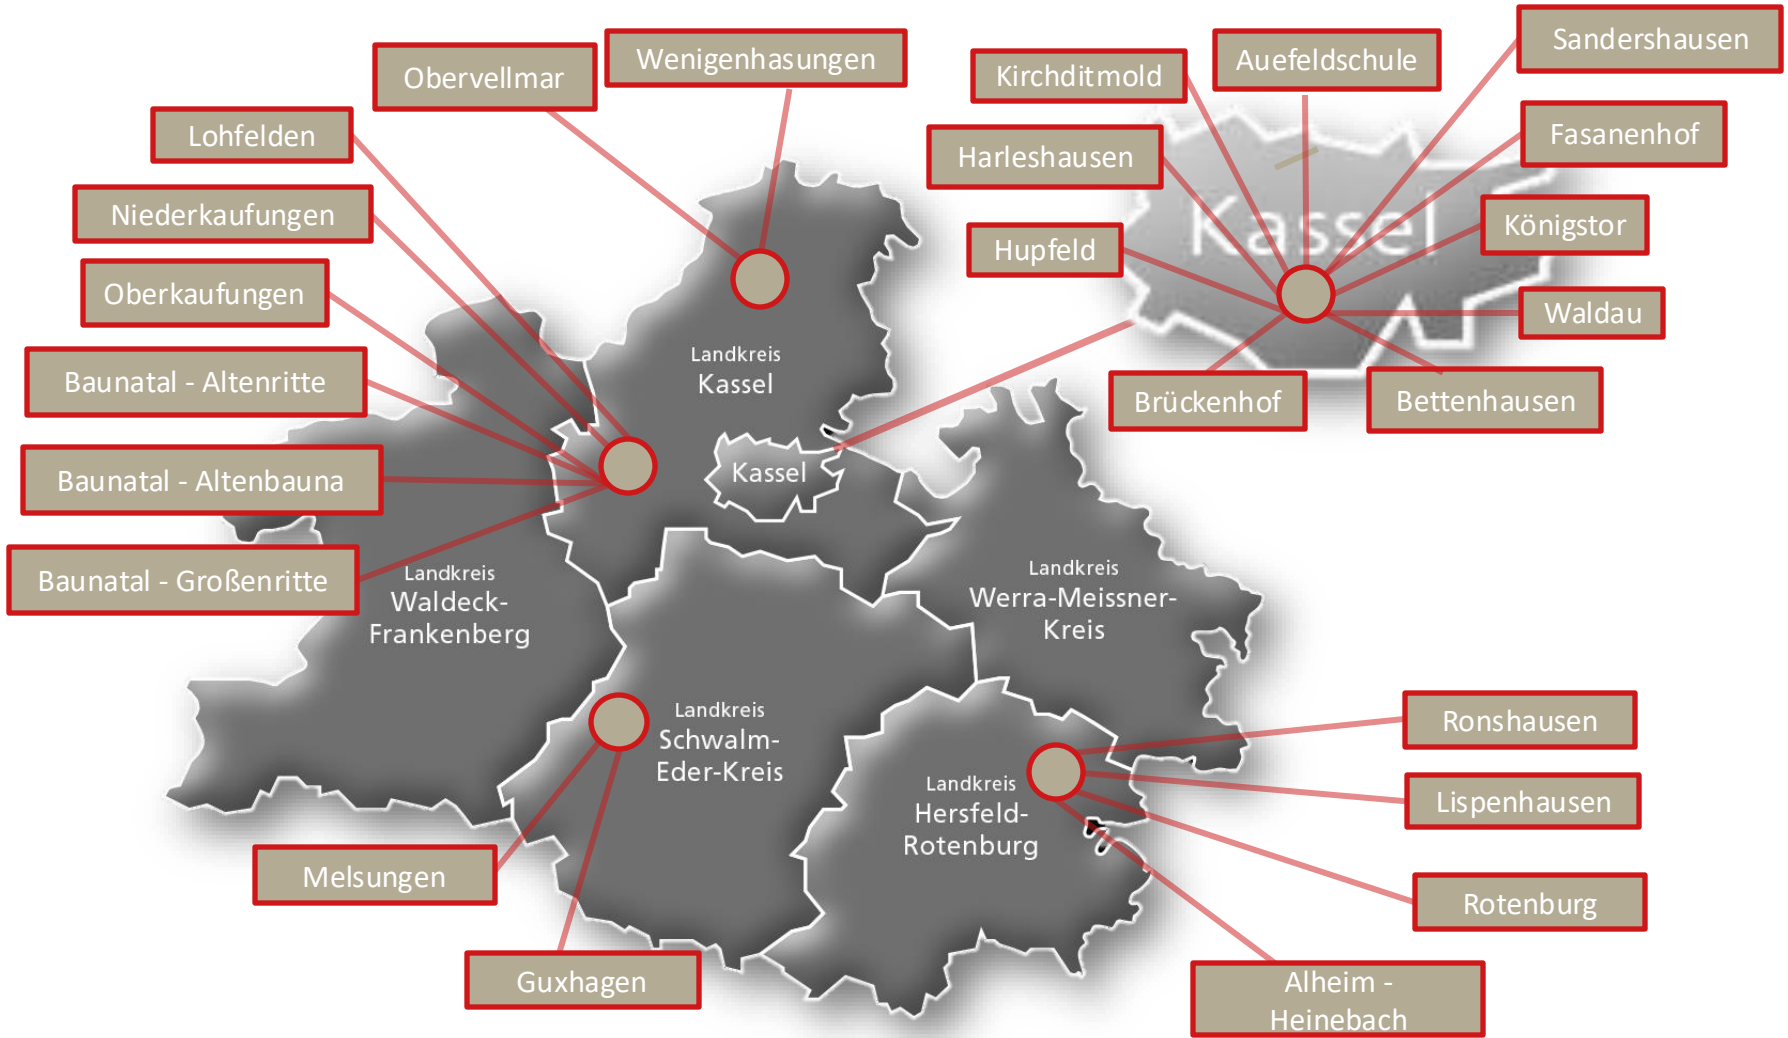 Obervellmar
Wenigenhasungen
Lohfelden
Niederkaufungen
Oberkaufungen
Baunatal - Altenritte
Baunatal - Altenbauna
Baunatal - Großenritte
Kirchditmold
Auefeldschule
Sandershausen
Harleshausen
Fasanenhof
Kassel
Hupfeld
Königstor
Waldau
Brückenhof
Bettenhausen
Landkreis
Kassel
Kassel
Landkreis
Waldeck-
Frankenberg
Landkreis
Werra-Meissner-
Kreis
Landkreis
Schwalm-
Eder-Kreis
Landkreis
Hersfeld-
Rotenburg
Ronshausen
Lispenhausen
Rotenburg
Alheim -
Heinebach
Melsungen
Guxhagen